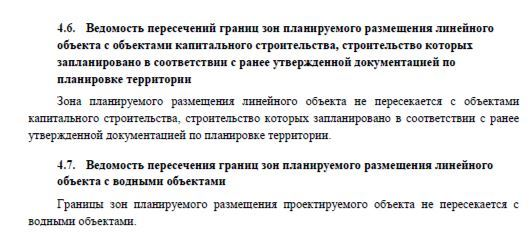 4.6. Ведомость пересечений границ зон планируемого размещения линейного
объекта с объектами капитального строительства, строительство которых
запланировано в соответствии с ранее утвержденной документацией по
планировке территории
Зона планируемого размещения линейного объекта не пересекается с объектами
капитального строительства, строительство которых запланировано в соответствии с ранее
утвержденной документацией по планировке территории.
4.7. Ведомость пересечения границ зон планируемого размещения линейного
объекта с водными объектами
Границы зон планируемого размещения проектируемого объекта не пересекается с
водными объектами.